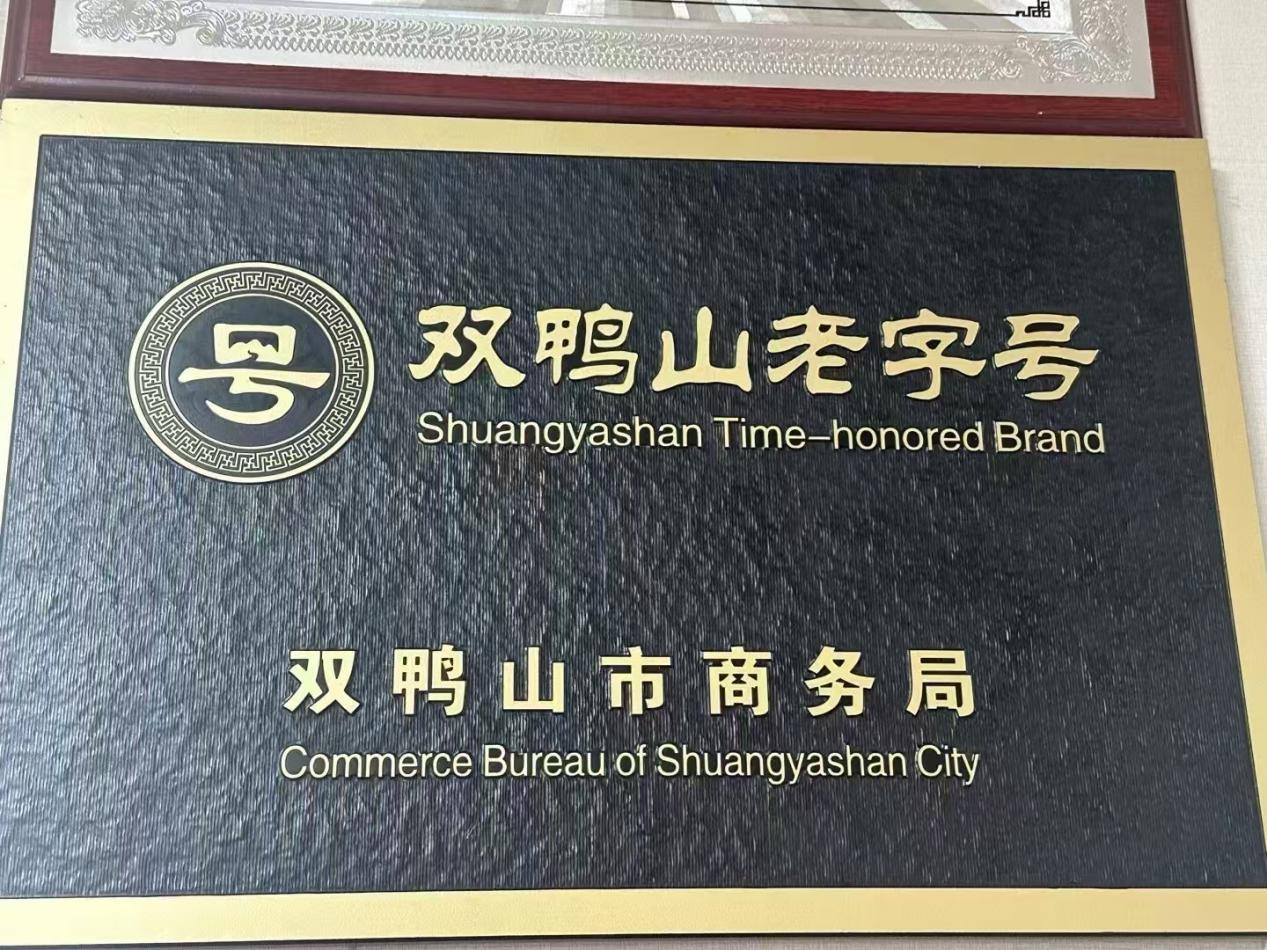 号
双鸭山老字号
Shuangyashan Time-honored Brand
双鸭山市商务局
Commerce Bureau of Shuangyashan City